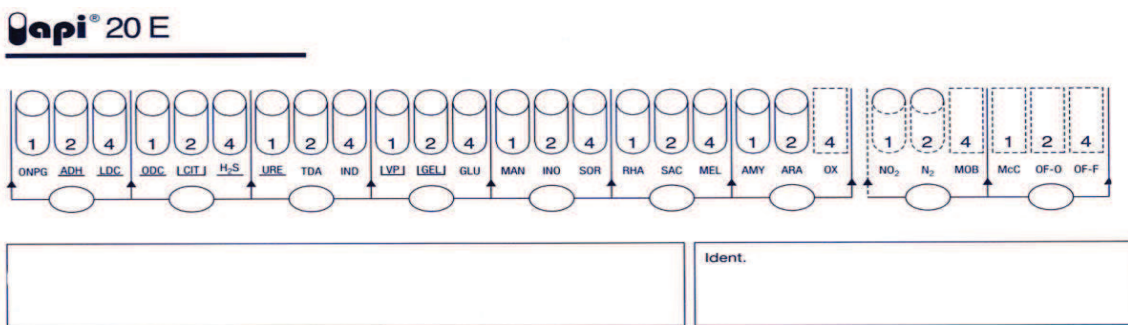 api® 20 E
1 2 4 1 2 4 1 2 4 1 2 4 1 2 4 1 2 4 1 2 4 1 2 4 1 2 4
ONPG ADH LDC ODC CIT H₂S URE TDA IND VP GEL GLU MAN INO SOR RHA SAC MEL AMY ARA OX NO₂ N₂ MOB McC OF-O OF-F
Ident.